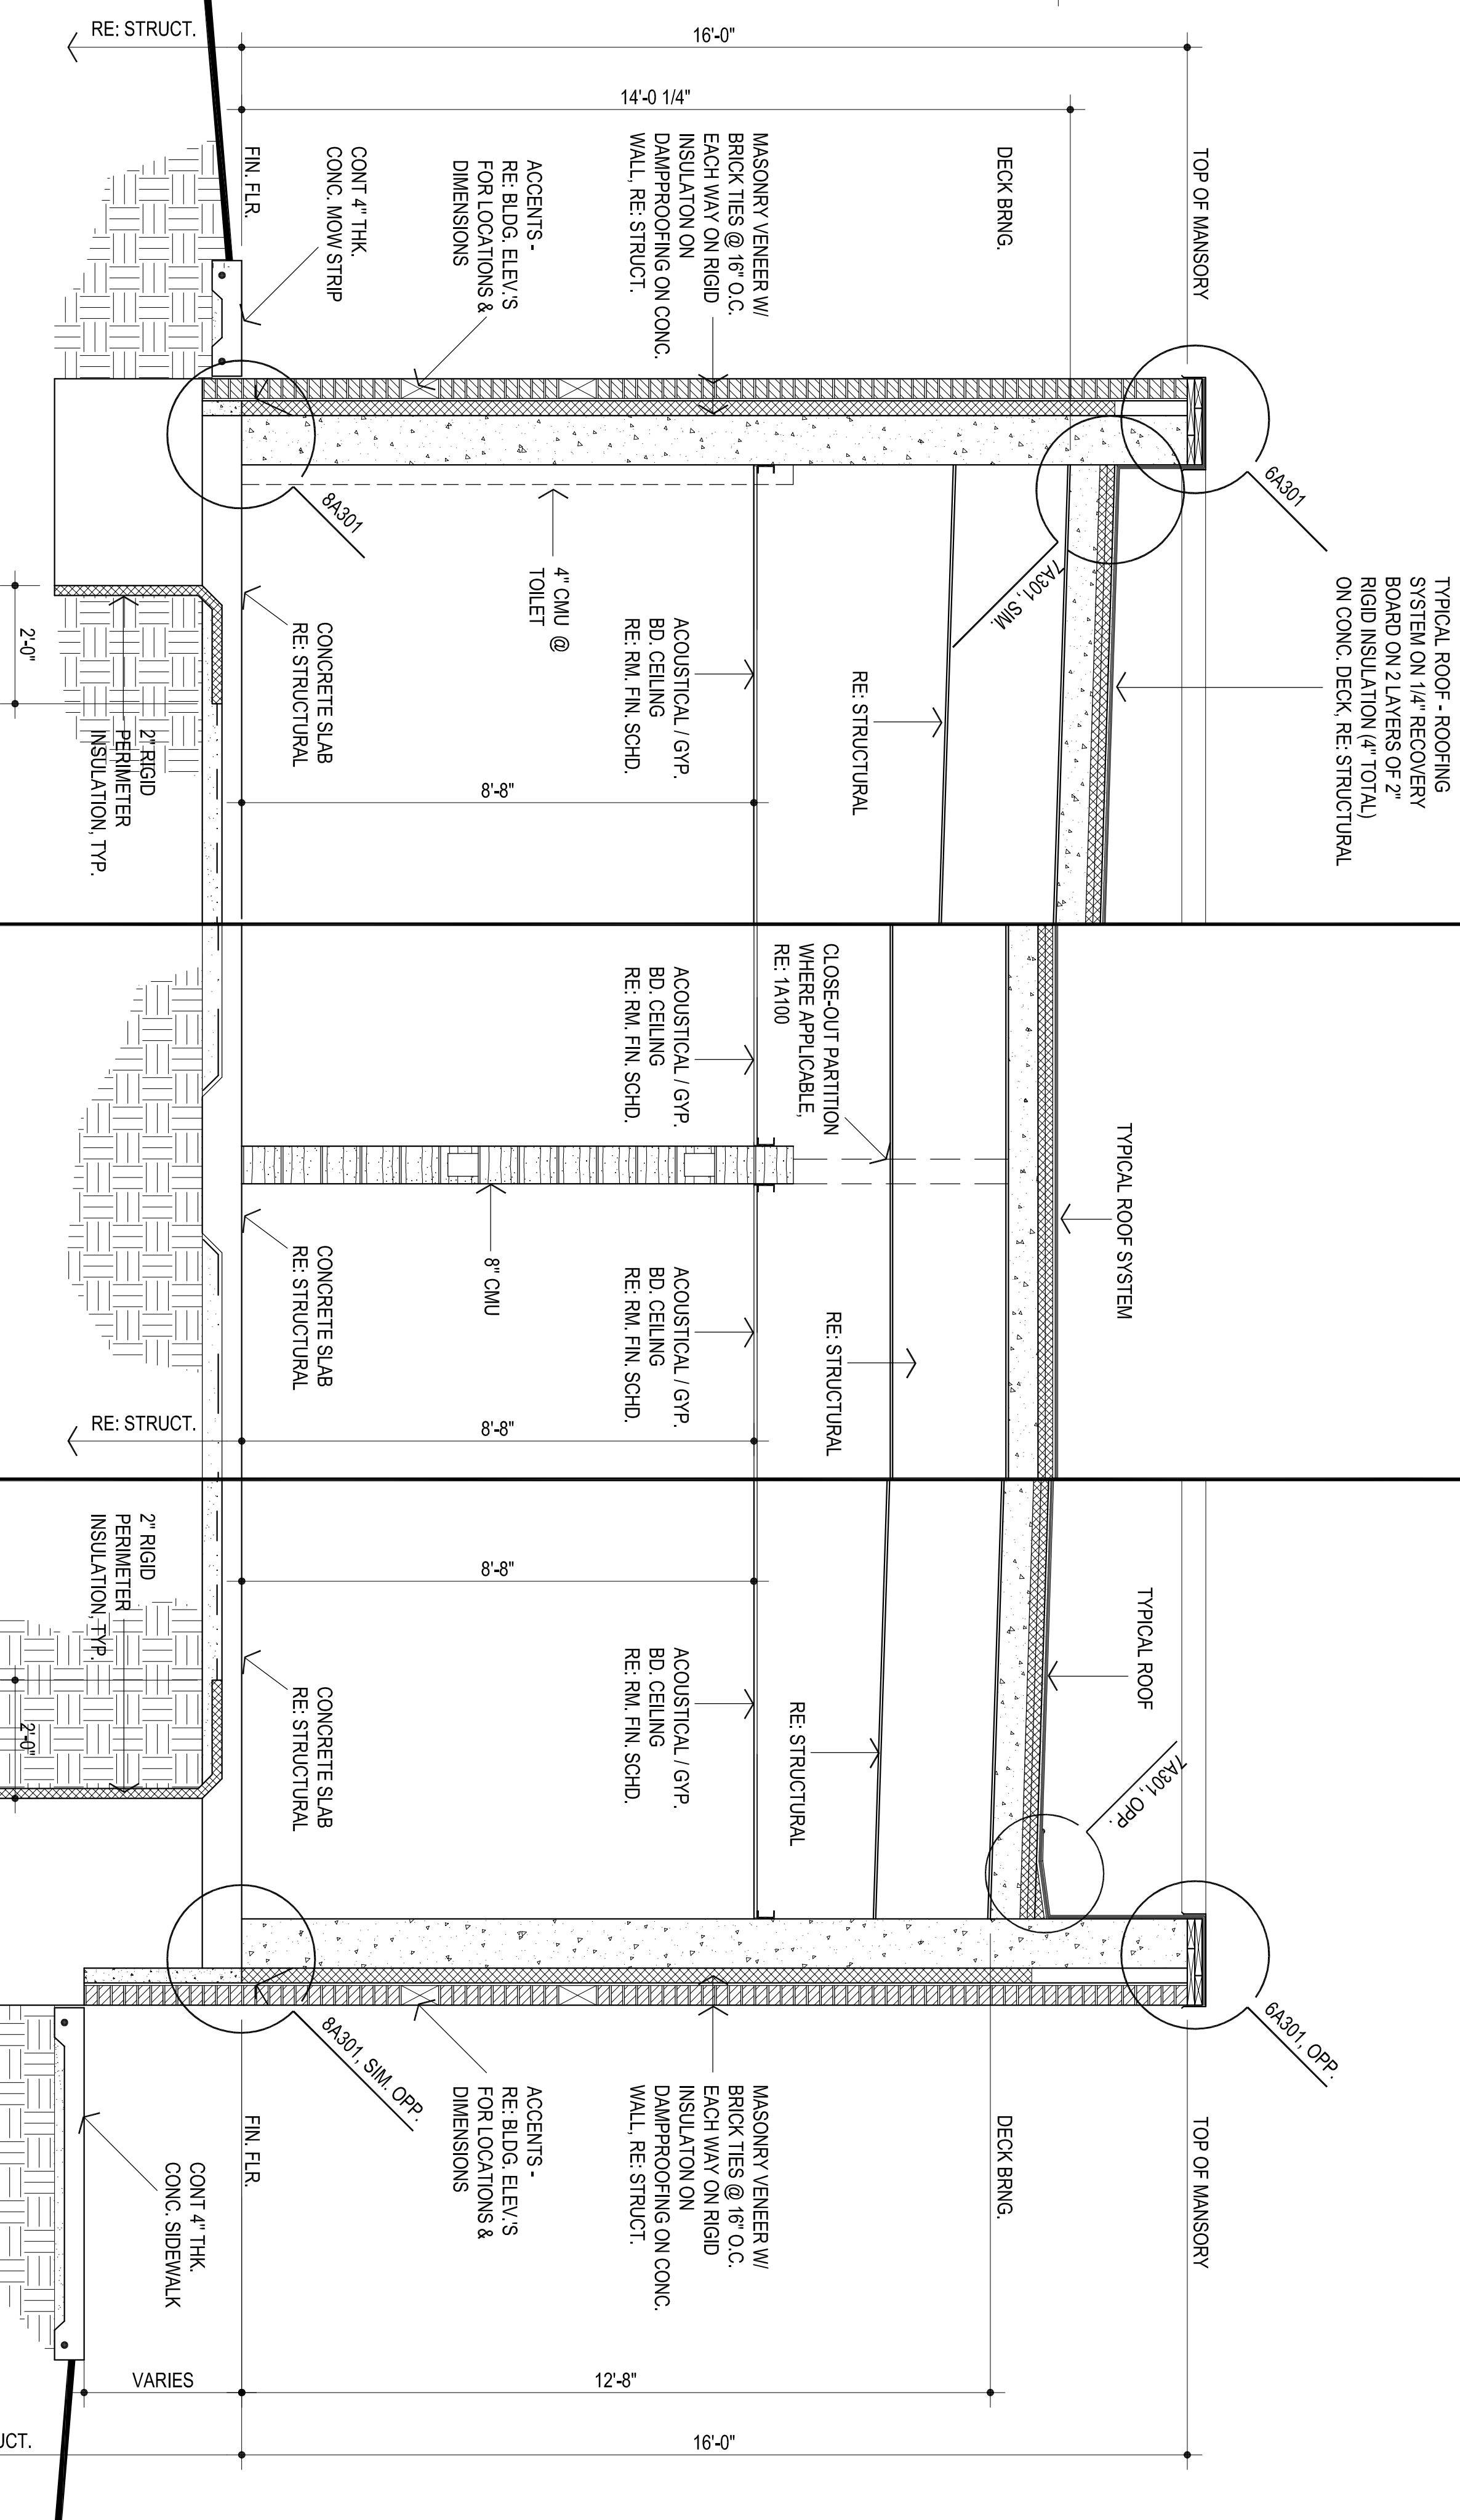 RE: STRUCT.
16'-0"
14'-0 1/4"
FIN. FLR.
CONT 4" THK.
CONC. MOW STRIP
ACCENTS -
RE: BLDG. ELEV.'S
FOR LOCATIONS &
DIMENSIONS
MASONRY VENEER W/
BRICK TIES @ 16" O.C.
EACH WAY ON RIGID
INSULATON ON
DAMPPROOFING ON CONC.
WALL, RE: STRUCT.
DECK BRNG.
TOP OF MANSORY
8A301
6A301
7A301, SIM.
TYPICAL ROOF - ROOFING
SYSTEM ON 1/4" RECOVERY
BOARD ON 2 LAYERS OF 2"
RIGID INSULATION (4" TOTAL)
ON CONC. DECK, RE: STRUCTURAL
4" CMU @
TOILET
CONCRETE SLAB
RE: STRUCTURAL
ACOUSTICAL / GYP.
BD. CEILING
RE: RM. FIN. SCHD.
RE: STRUCTURAL
2'-0"
2" RIGID
PERIMETER
INSULATION, TYP.
8'-8"
ACOUSTICAL / GYP.
BD. CEILING
RE: RM. FIN. SCHD.
CLOSE-OUT PARTITION
WHERE APPLICABLE,
RE: 1A100
TYPICAL ROOF SYSTEM
8" CMU
CONCRETE SLAB
RE: STRUCTURAL
ACOUSTICAL / GYP.
BD. CEILING
RE: RM. FIN. SCHD.
RE: STRUCTURAL
RE: STRUCT.
8'-8"
2" RIGID
PERIMETER
INSULATION, TYP.
8'-8"
TYPICAL ROOF
ACOUSTICAL / GYP.
BD. CEILING
RE: RM. FIN. SCHD.
CONCRETE SLAB
RE: STRUCTURAL
RE: STRUCTURAL
2'-0"
7A301, OPP.
8A301, SIM. OPP.
6A301, OPP.
ACCENTS -
RE: BLDG. ELEV.'S
FOR LOCATIONS &
DIMENSIONS
MASONRY VENEER W/
BRICK TIES @ 16" O.C.
EACH WAY ON RIGID
INSULATON ON
DAMPPROOFING ON CONC.
WALL, RE: STRUCT.
FIN. FLR.
DECK BRNG.
TOP OF MANSORY
CONT 4" THK.
CONC. SIDEWALK
VARIES
12'-8"
UCT.
16'-0"